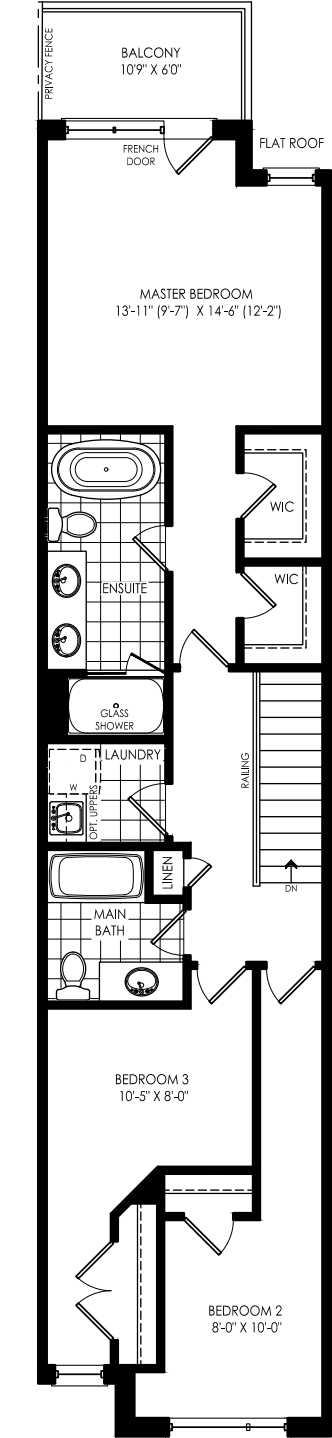 PRIVACY FENCE
BALCONY
10'9" X 6'0"
FRENCH
DOOR
FLAT ROOF
MASTER BEDROOM
13'-11" (9'-7") X 14'-6" (12'-2")
WIC
WIC
ENSUITE
GLASS
SHOWER
LAUNDRY
D
W
OPT. UPPERS
RAILING
LINEN
DN
MAIN
BATH
BEDROOM 3
10'-5" X 8'-0"
BEDROOM 2
8'-0" X 10'-0"